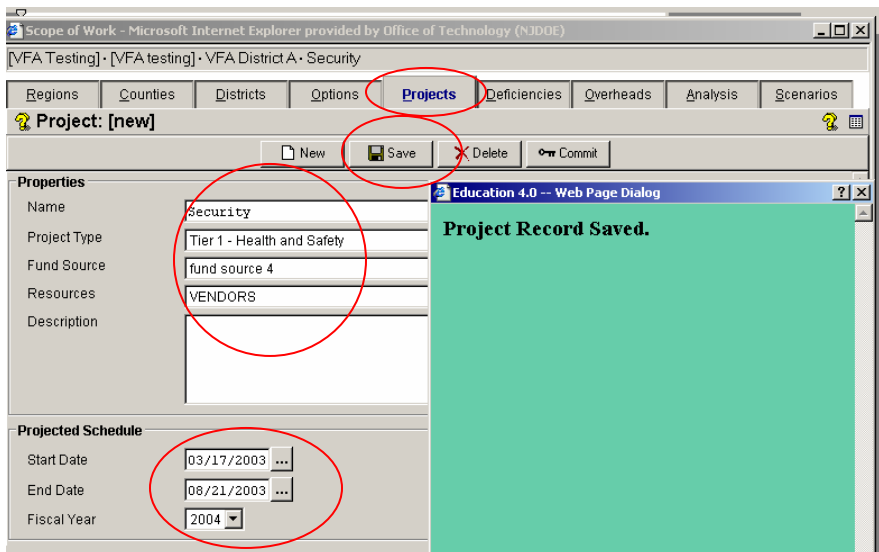 Scope of Work - Microsoft Internet Explorer provided by Office of Technology (NJDOE)
[VFA Testing] · [VFA testing] · VFA District A · Security
Regions Counties Districts Options Projects Deficiencies Overheads Analysis Scenarios
Project: [new]
New Save Delete Commit
Properties
Name Security
Project Type Tier 1 - Health and Safety
Fund Source fund source 4
Resources VENDORS
Description
Education 4.0 -- Web Page Dialog
Project Record Saved.
Projected Schedule
Start Date 03/17/2003 ...
End Date 08/21/2003 ...
Fiscal Year 2004